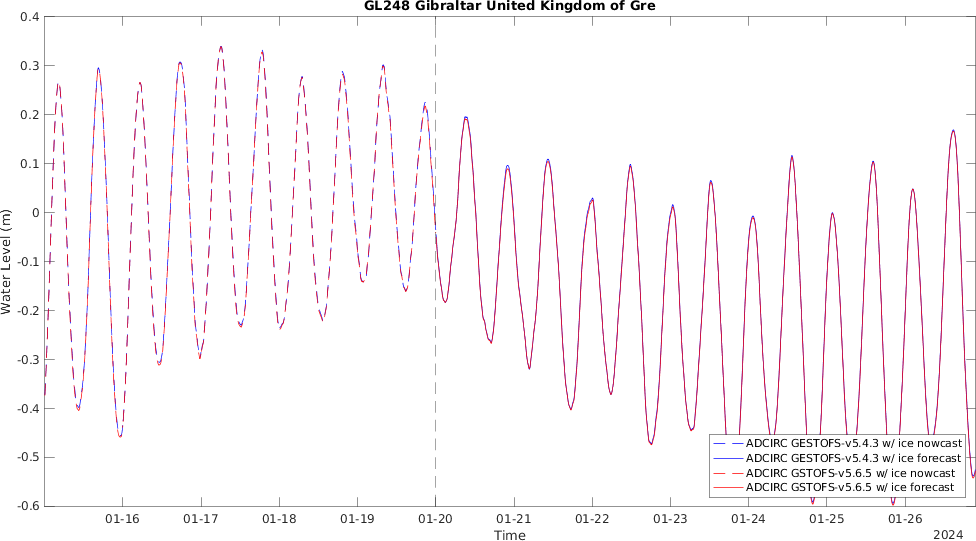 GL248 Gibraltar United Kingdom of Gre
0.4
0.3
0.2
0.1
0
-0.1
-0.2
-0.3
-0.4
-0.5
-0.6
Water Level (m)
ADCIRC GESTOFS-v5.4.3 w/ ice nowcast
ADCIRC GESTOFS-v5.4.3 w/ ice forecast
ADCIRC GSTOFS-v5.6.5 w/ ice nowcast
ADCIRC GSTOFS-v5.6.5 w/ ice forecast
01-16 01-17 01-18 01-19 01-20 01-21 01-22 01-23 01-24 01-25 01-26
Time
2024